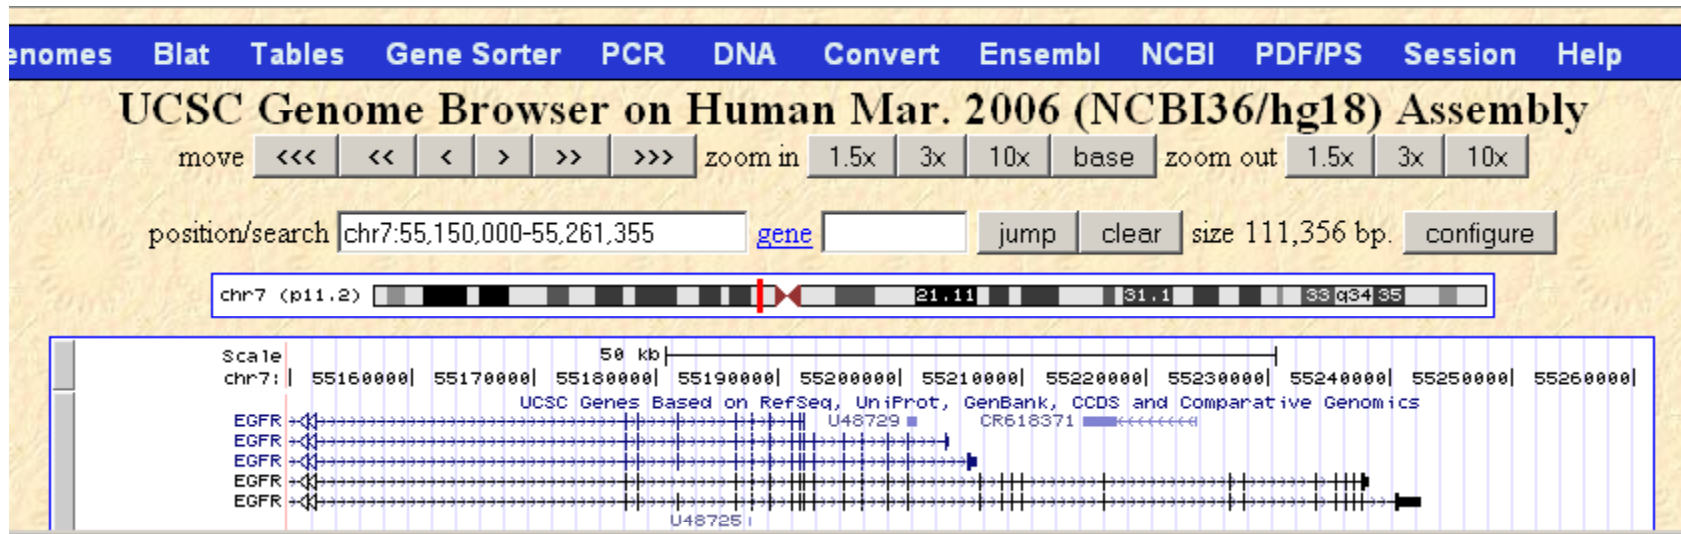 enomes Blat Tables Gene Sorter PCR DNA Convert Ensembl NCBI PDF/PS Session Help
UCSC Genome Browser on Human Mar. 2006 (NCBI36/hg18) Assembly
move <<< << < > >> >>> zoom in 1.5x 3x 10x base zoom out 1.5x 3x 10x
position/search chr7:55,150,000-55,261,355 gene jump clear size 111,356 bp. configure
chr7 (p11.2) 21.11 31.1 33 q34 35
Scale 50 kb
chr7: 55160000 55170000 55180000 55190000 55200000 55210000 55220000 55230000 55240000 55250000 55260000
UCSC Genes Based on RefSeq, UniProt, GenBank, CCDS and Comparative Genomics
EGFR U48729 CR618371
EGFR
EGFR
EGFR
EGFR
U48725